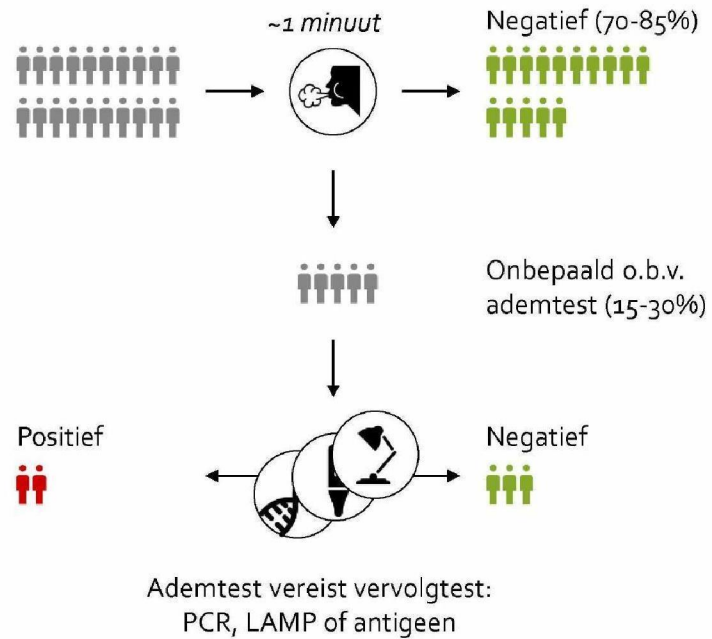 ~1 minuut
Negatief (70-85%)
Onbepaald o.b.v.
ademtest (15-30%)
Positief
Negatief
Ademtest vereist vervolgtest:
PCR, LAMP of antigeen